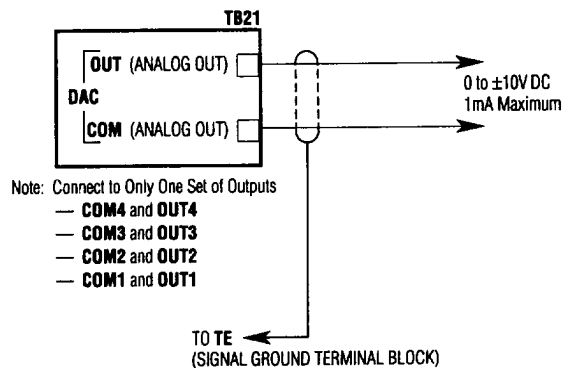 TB21
OUT (ANALOG OUT)
DAC
COM (ANALOG OUT)
0 to ±10V DC
1mA Maximum
Note: Connect to Only One Set of Outputs
— COM4 and OUT4
— COM3 and OUT3
— COM2 and OUT2
— COM1 and OUT1
TO TE
(SIGNAL GROUND TERMINAL BLOCK)